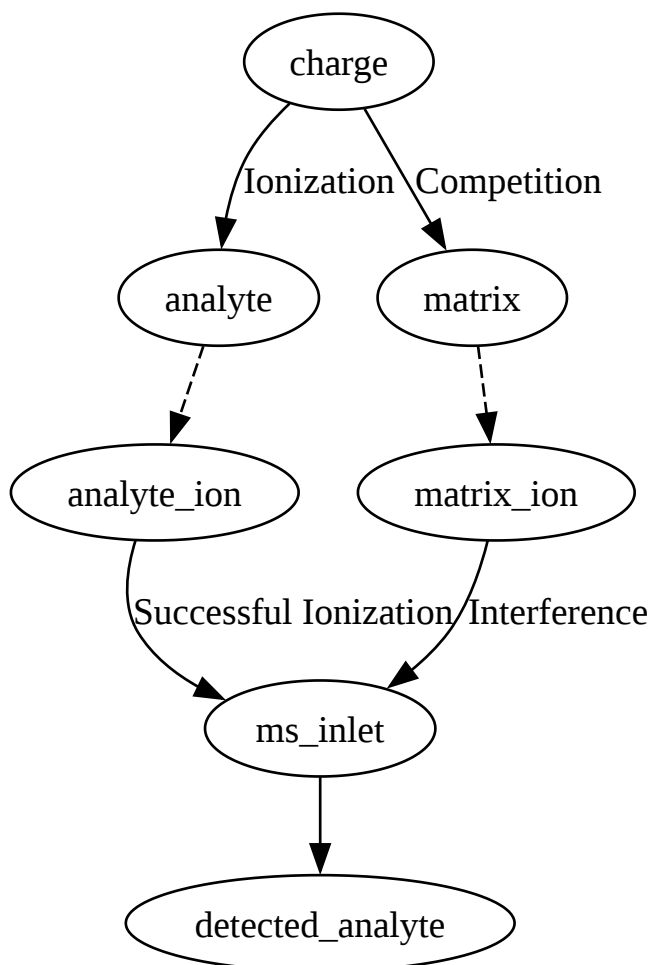 charge
Ionization
Competition
analyte
matrix
analyte_ion
matrix_ion
Successful Ionization
Interference
ms_inlet
detected_analyte